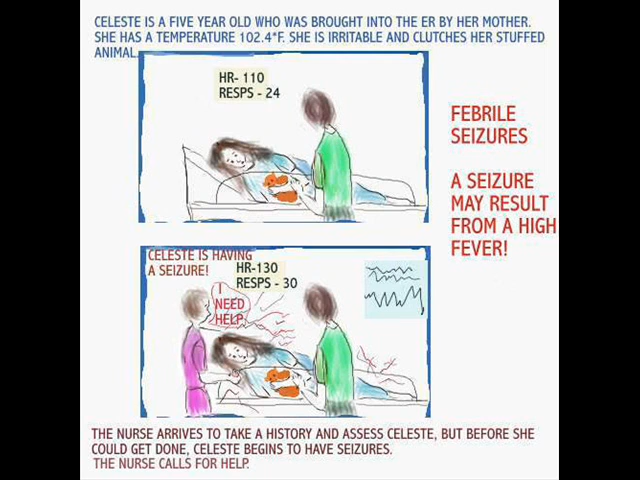 CELESTE IS A FIVE YEAR OLD WHO WAS BROUGHT INTO THE ER BY HER MOTHER.
SHE HAS A TEMPERATURE 102.4*F. SHE IS IRRITABLE AND CLUTCHES HER STUFFED
ANIMAL.
HR- 110
RESPS - 24
FEBRILE
SEIZURES
A SEIZURE
MAY RESULT
FROM A HIGH
FEVER!
CELESTE IS HAVING
A SEIZURE!
HR-130
RESPS - 30
I
NEED
HELP
THE NURSE ARRIVES TO TAKE A HISTORY AND ASSESS CELESTE, BUT BEFORE SHE
COULD GET DONE, CELESTE BEGINS TO HAVE SEIZURES.
THE NURSE CALLS FOR HELP.